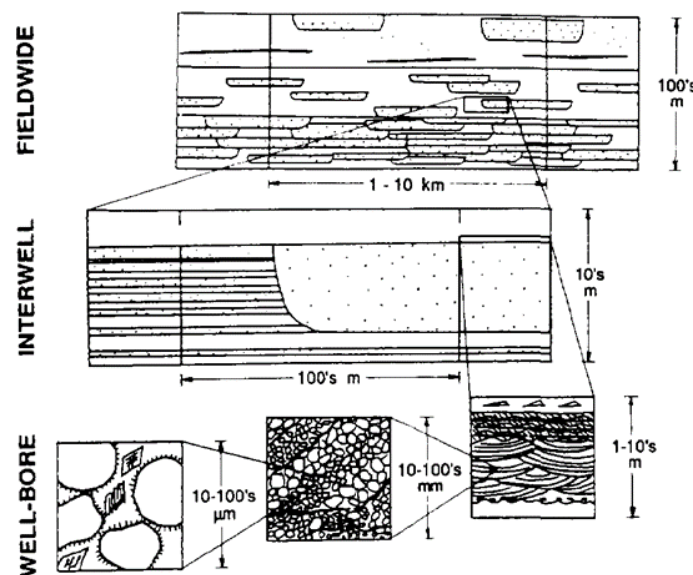 FIELDWIDE
100's
m
1 - 10 km
INTERWELL
10's
m
100's m
WELL-BORE
10-100's
μm
10-100's
mm
1-10's
m